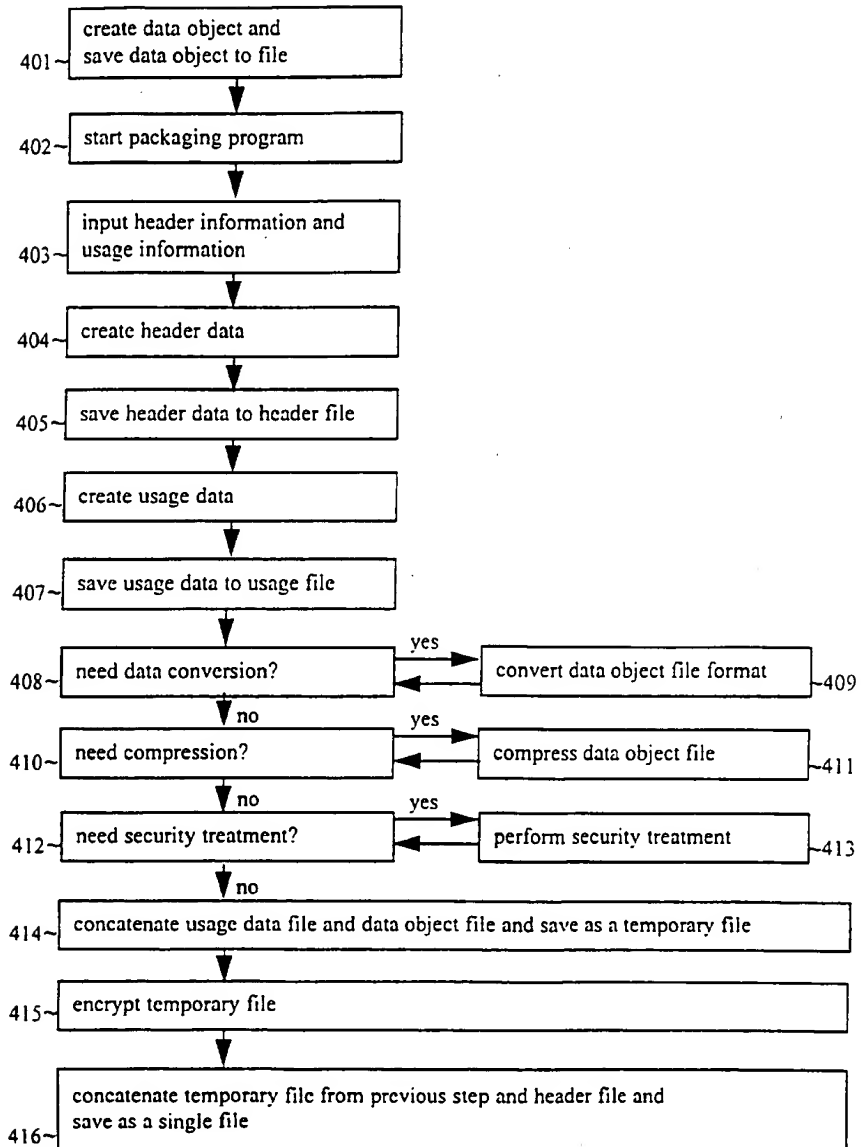 create data object and
401~ save data object to file
402~ start packaging program
input header information and
403~ usage information
404~ create header data
405~ save header data to header file
406~ create usage data
407~ save usage data to usage file
yes
408~ need data conversion? convert data object file format ~409
no yes
410~ need compression? compress data object file ~411
no yes
412~ need security treatment? perform security treatment ~413
no
414~ concatenate usage data file and data object file and save as a temporary file
415~ encrypt temporary file
concatenate temporary file from previous step and header file and
416~ save as a single file